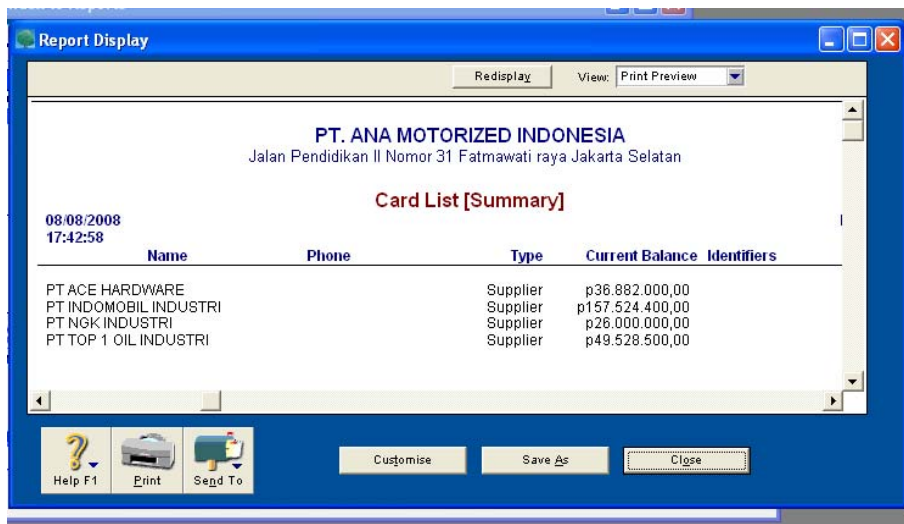 Report Display
Redisplay View: Print Preview
PT. ANA MOTORIZED INDONESIA
Jalan Pendidikan II Nomor 31 Fatmawati raya Jakarta Selatan
Card List [Summary]
08/08/2008
17:42:58
Name Phone Type Current Balance Identifiers
PT ACE HARDWARE Supplier p36.882.000,00
PT INDOMOBIL INDUSTRI Supplier p157.524.400,00
PT NGK INDUSTRI Supplier p26.000.000,00
PT TOP 1 OIL INDUSTRI Supplier p49.528.500,00
Help F1 Print Send To Customise Save As Close